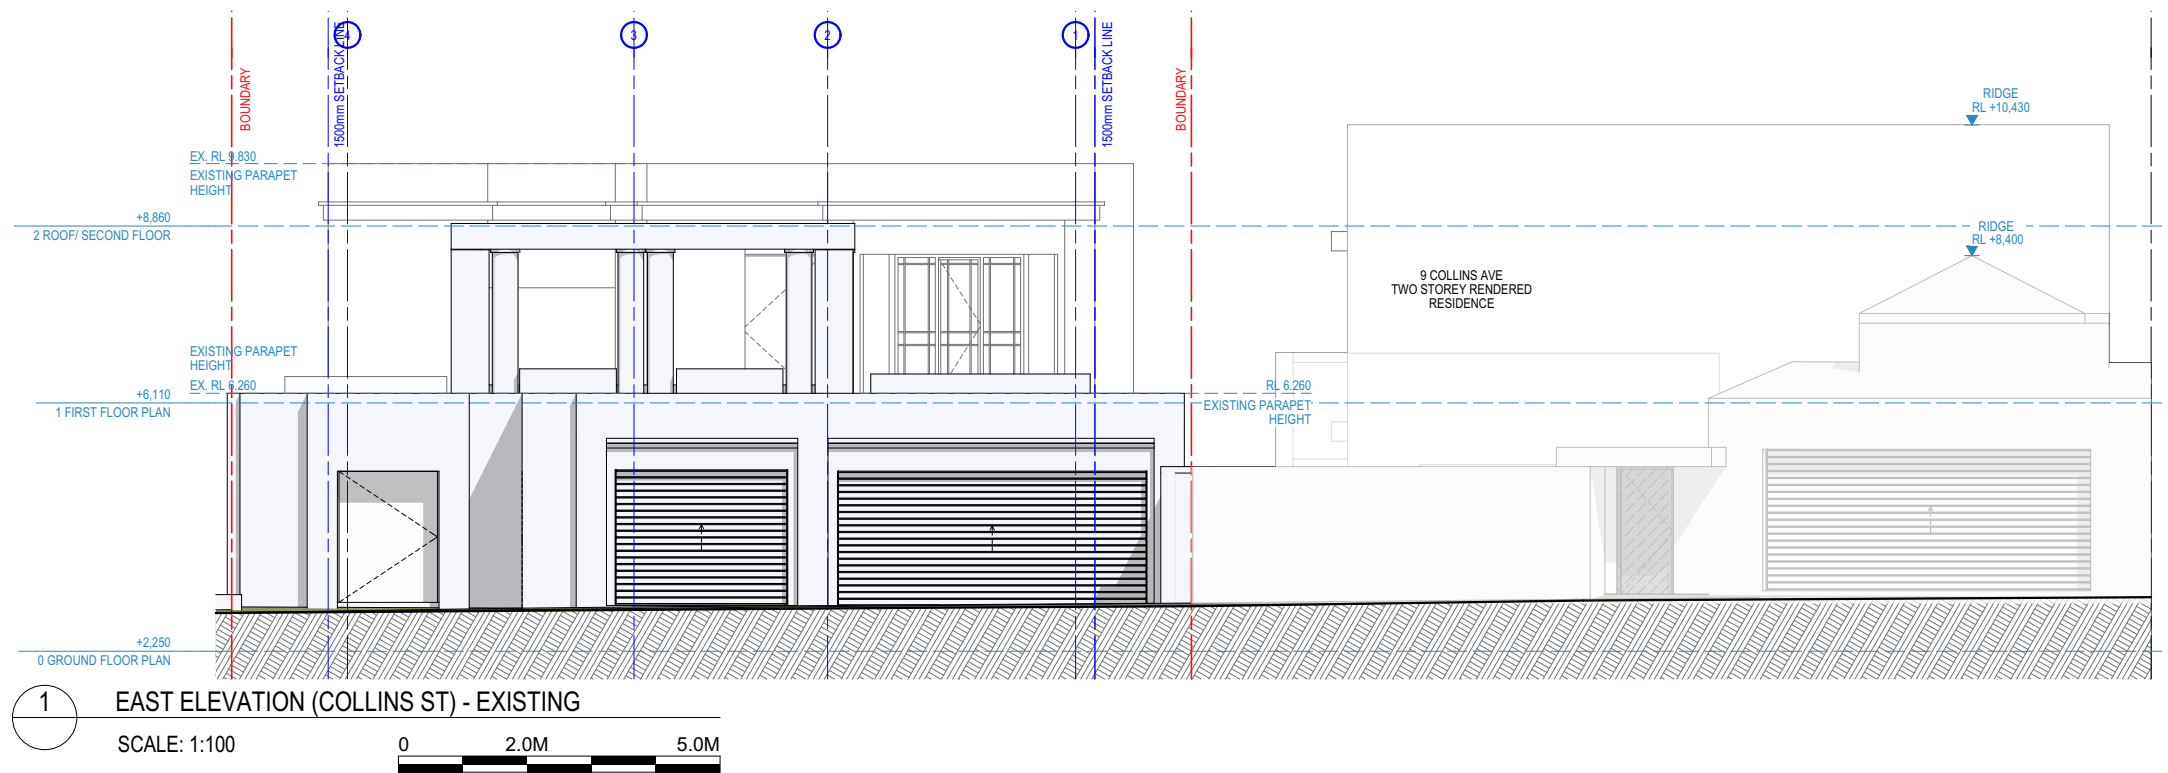 4
3
2
1
BOUNDARY
1500mm SETBACK LINE
1500mm SETBACK LINE
BOUNDARY
RIDGE
RL +10,430
EX. RL 9.830
EXISTING PARAPET
HEIGHT
+8,860
2 ROOF/ SECOND FLOOR
RIDGE
RL +8,400
9 COLLINS AVE
TWO STOREY RENDERED
RESIDENCE
EXISTING PARAPET
HEIGHT
EX. RL 6.260
+6,110
1 FIRST FLOOR PLAN
RL 6.260
EXISTING PARAPET
HEIGHT
+2,250
0 GROUND FLOOR PLAN
1
EAST ELEVATION (COLLINS ST) - EXISTING
SCALE: 1:100
0 2.0M 5.0M